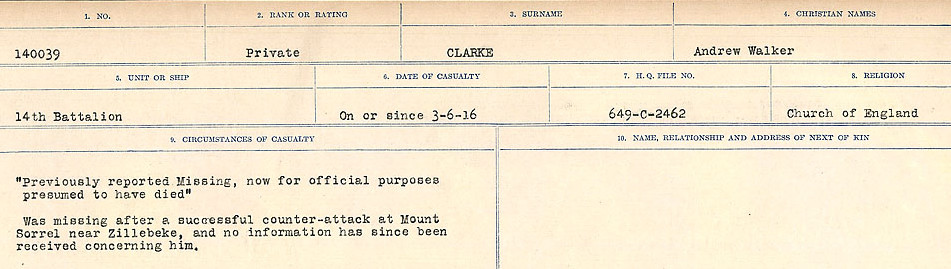 1. NO. 2. RANK OR RATING 3. SURNAME 4. CHRISTIAN NAMES
140039 Private CLARKE Andrew Walker
5. UNIT OR SHIP 6. DATE OF CASUALTY 7. H.Q. FILE NO. 8. RELIGION
14th Battalion On or since 3-6-16 649-C-2462 Church of England
9. CIRCUMSTANCES OF CASUALTY 10. NAME, RELATIONSHIP AND ADDRESS OF NEXT OF KIN
"Previously reported Missing, now for official purposes
presumed to have died"
Was missing after a successful counter-attack at Mount
Sorrel near Zillebeke, and no information has since been
received concerning him.